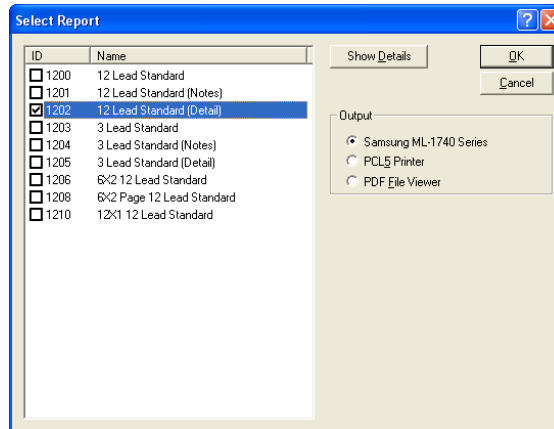 Select Report
ID Name
1200 12 Lead Standard
1201 12 Lead Standard (Notes)
1202 12 Lead Standard (Detail)
1203 3 Lead Standard
1204 3 Lead Standard (Notes)
1205 3 Lead Standard (Detail)
1206 6X2 12 Lead Standard
1208 6X2 Page 12 Lead Standard
1210 12X1 12 Lead Standard
Show Details
OK
Cancel
Output
Samsung ML-1740 Series
PCL5 Printer
PDF File Viewer